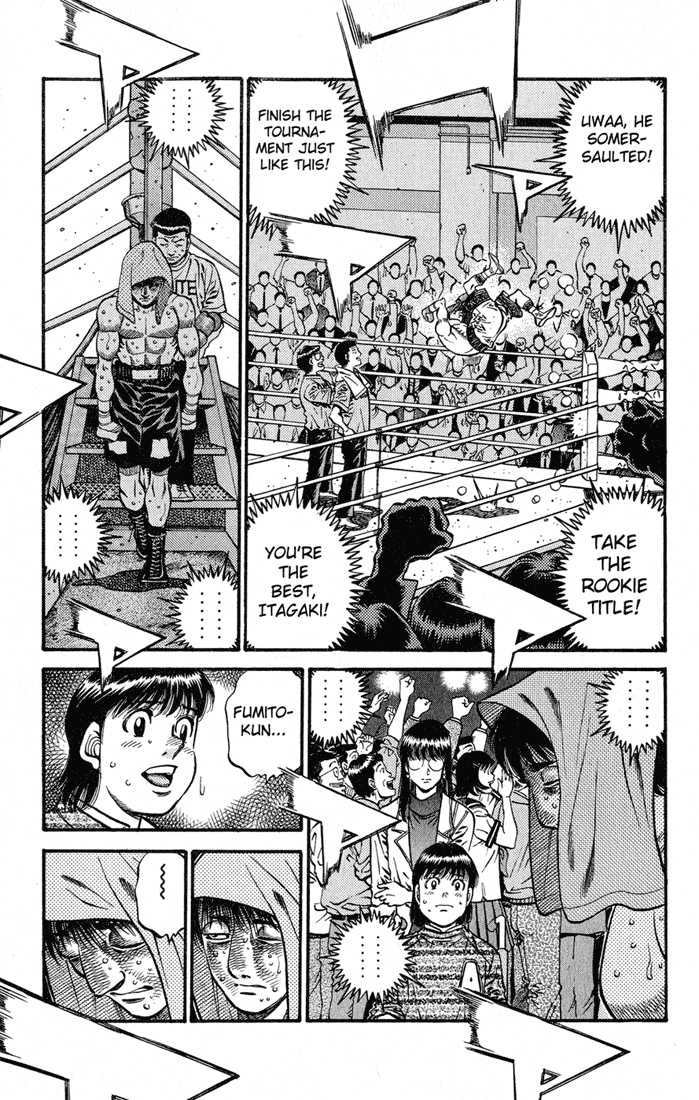 UWAA, HE
SOMER-
SAULTED!
FINISH THE
TOURNA-
MENT JUST
LIKE THIS!
TAKE
THE
ROOKIE
TITLE!
YOU'RE
THE
BEST,
ITAGAKI!
ITE
FUMITO-
KUN...